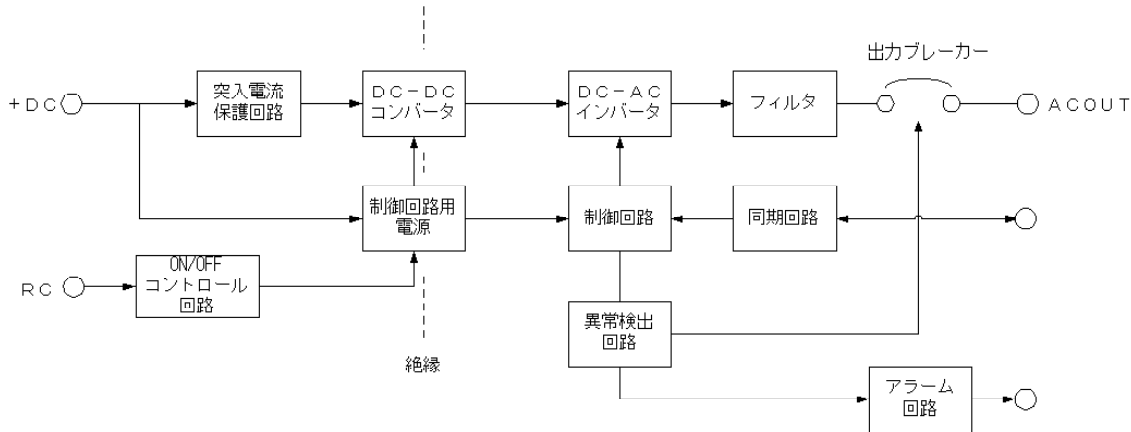 出力ブレーカー
+DC
突入電流
保護回路
DC-DC
コンバータ
DC-AC
インバータ
フィルタ
ACOUT
制御回路用
電源
制御回路
同期回路
RC
ON/OFF
コントロール
回路
異常検出
回路
絶縁
アラーム
回路